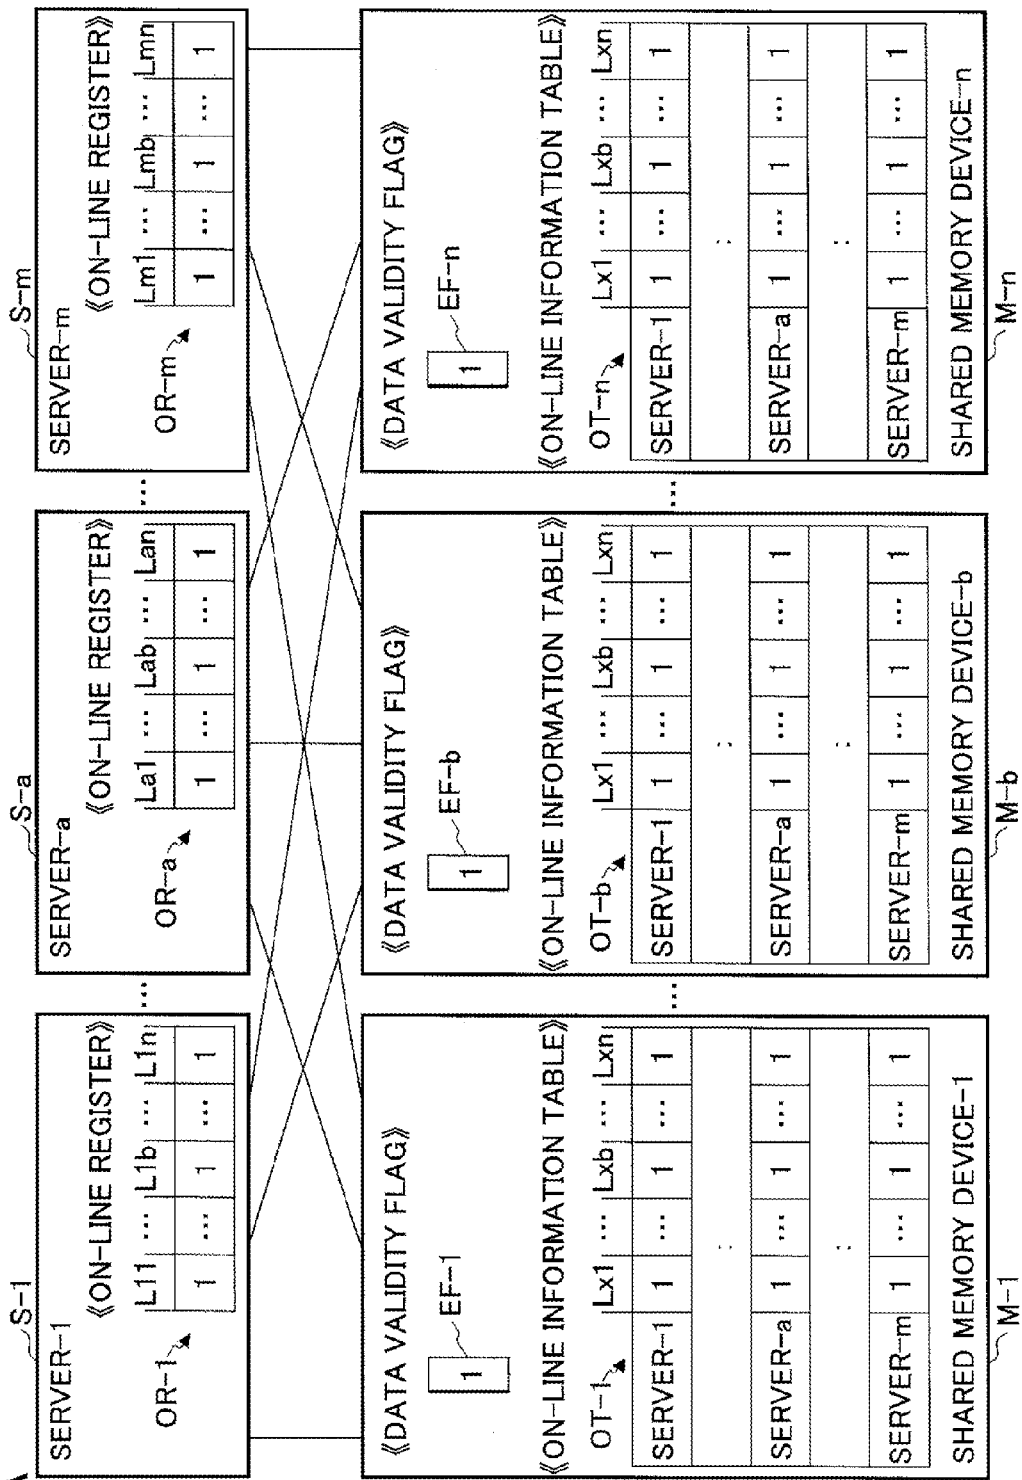 S-1
SERVER-1
《ON-LINE REGISTER》
OR-1
L11 ... L1b ... L1n
1 ... 1 ... 1
...
S-a
SERVER-a
《ON-LINE REGISTER》
OR-a
La1 ... Lab ... Lan
1 ... 1 ... 1
...
S-m
SERVER-m
《ON-LINE REGISTER》
OR-m
Lm1 ... Lmb ... Lmn
1 ... 1 ... 1
《DATA VALIDITY FLAG》
1
EF-1
《ON-LINE INFORMATION TABLE》
OT-1
Lx1 ... Lxb ... Lxn
SERVER-1 1 ... 1 ... 1
:
SERVER-a 1 ... 1 ... 1
:
SERVER-m 1 ... 1 ... 1
SHARED MEMORY DEVICE-1
M-1
...
《DATA VALIDITY FLAG》
1
EF-b
《ON-LINE INFORMATION TABLE》
OT-b
Lx1 ... Lxb ... Lxn
SERVER-1 1 ... 1 ... 1
:
SERVER-a 1 ... 1 ... 1
:
SERVER-m 1 ... 1 ... 1
SHARED MEMORY DEVICE-b
M-b
...
《DATA VALIDITY FLAG》
1
EF-n
《ON-LINE INFORMATION TABLE》
OT-n
Lx1 ... Lxb ... Lxn
SERVER-1 1 ... 1 ... 1
:
SERVER-a 1 ... 1 ... 1
:
SERVER-m 1 ... 1 ... 1
SHARED MEMORY DEVICE-n
M-n